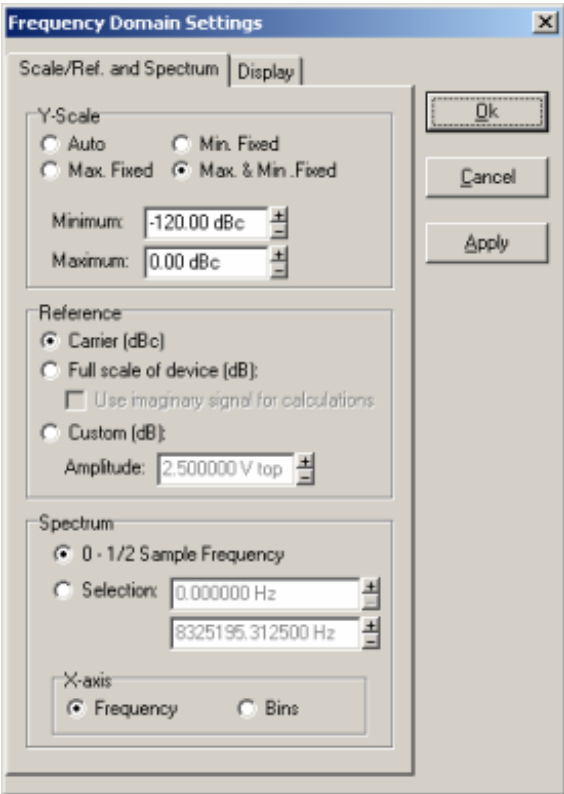 Frequency Domain Settings
Scale/Ref. and Spectrum Display
Y-Scale
Auto Min. Fixed
Max. Fixed Max. & Min .Fixed
Minimum: -120.00 dBc
Maximum: 0.00 dBc
Reference
Carrier (dBc)
Full scale of device (dB):
Use imaginary signal for calculations
Custom (dB):
Amplitude: 2.500000 V top
Spectrum
0 - 1/2 Sample Frequency
Selection: 0.000000 Hz
8325195.312500 Hz
X-axis
Frequency Bins
Ok
Cancel
Apply